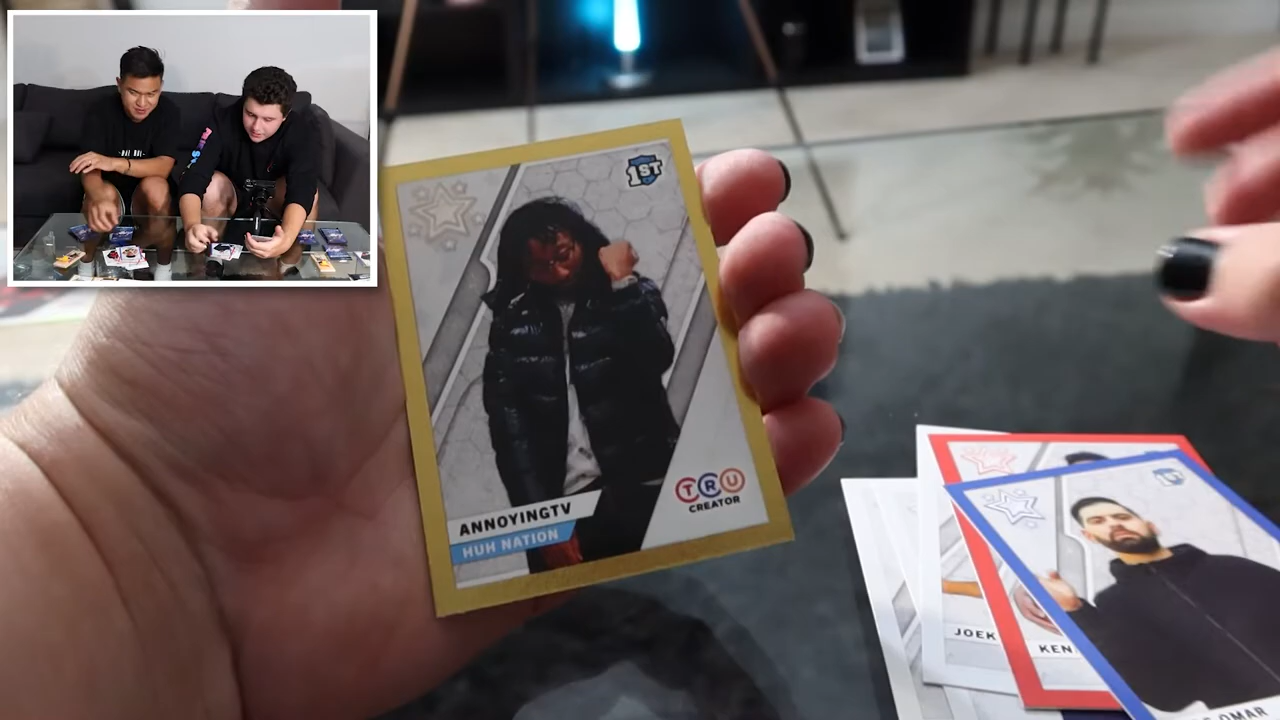 1ST
ANNOYINGTV
HUH NATION
TRU
CREATOR
JOEK
KEN
OMAR